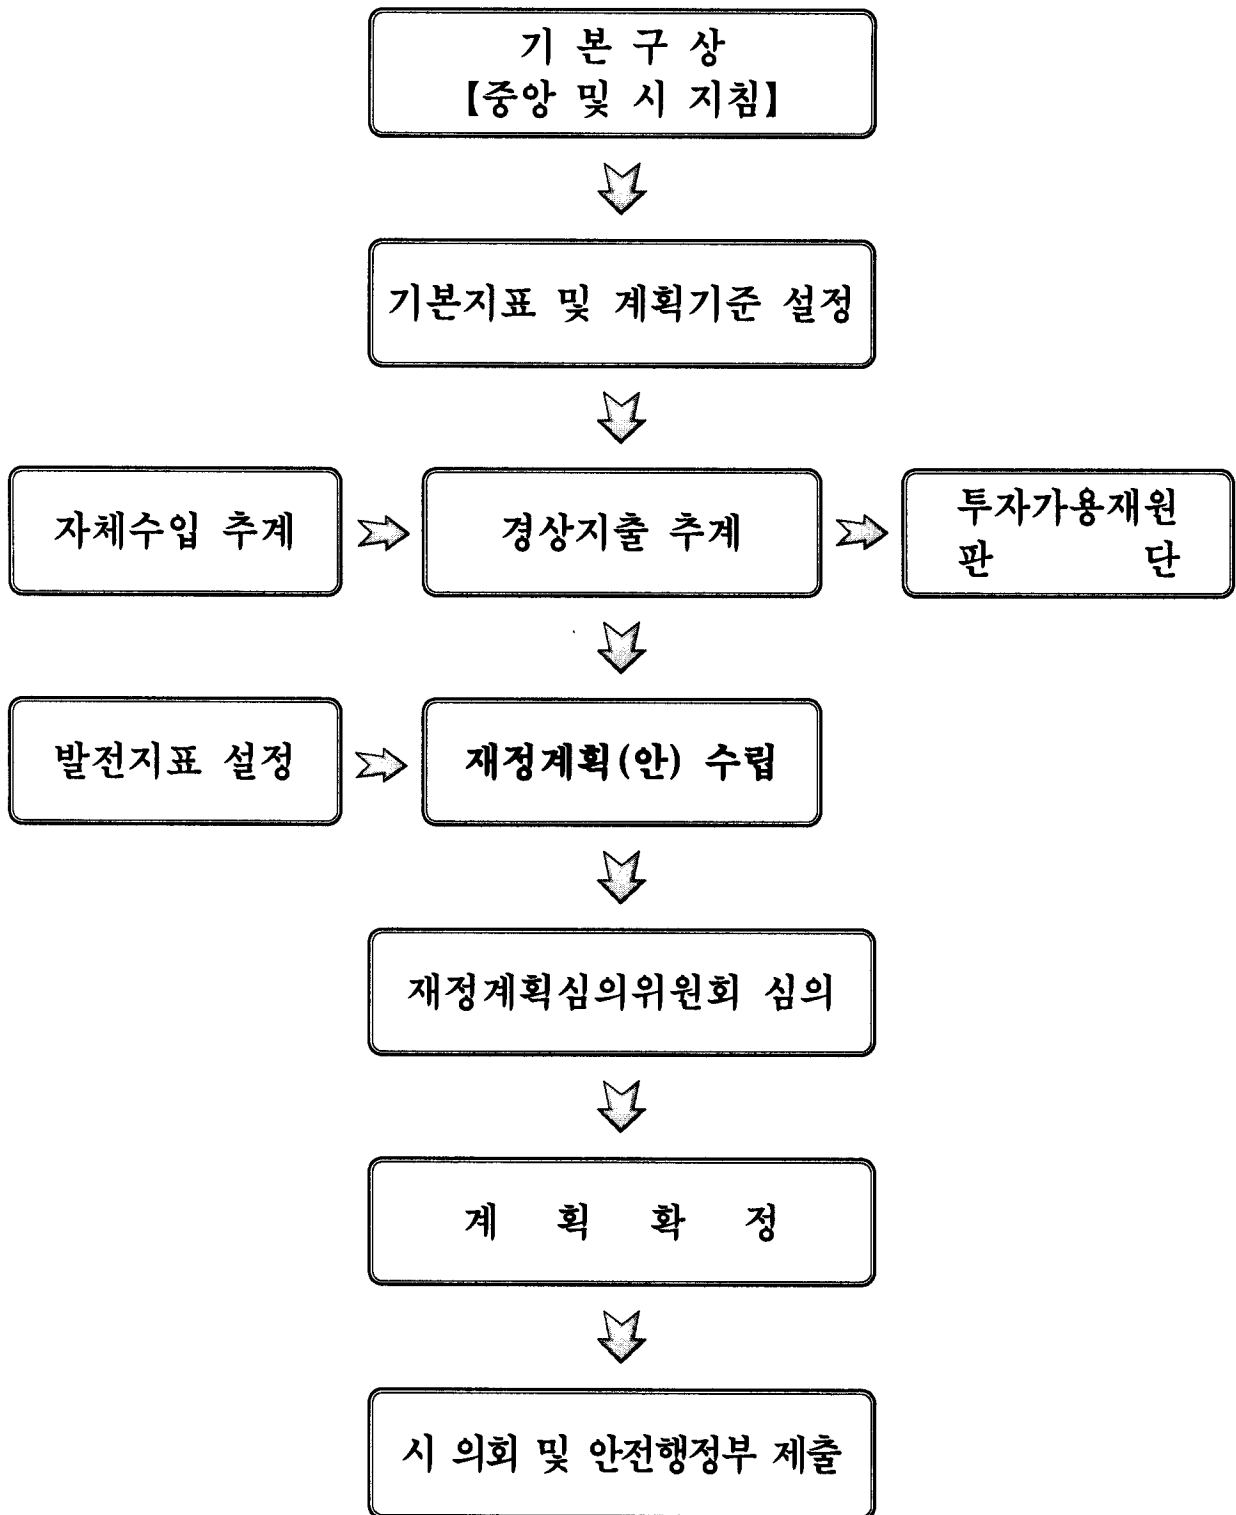 기 본 구 상
【중앙 및 시 지침】
기본지표 및 계획기준 설정
자체수입 추계
경상지출 추계
투자가용재원
판 단
발전지표 설정
재정계획(안) 수립
재정계획심의위원회 심의
계 획 확 정
시 의회 및 안전행정부 제출